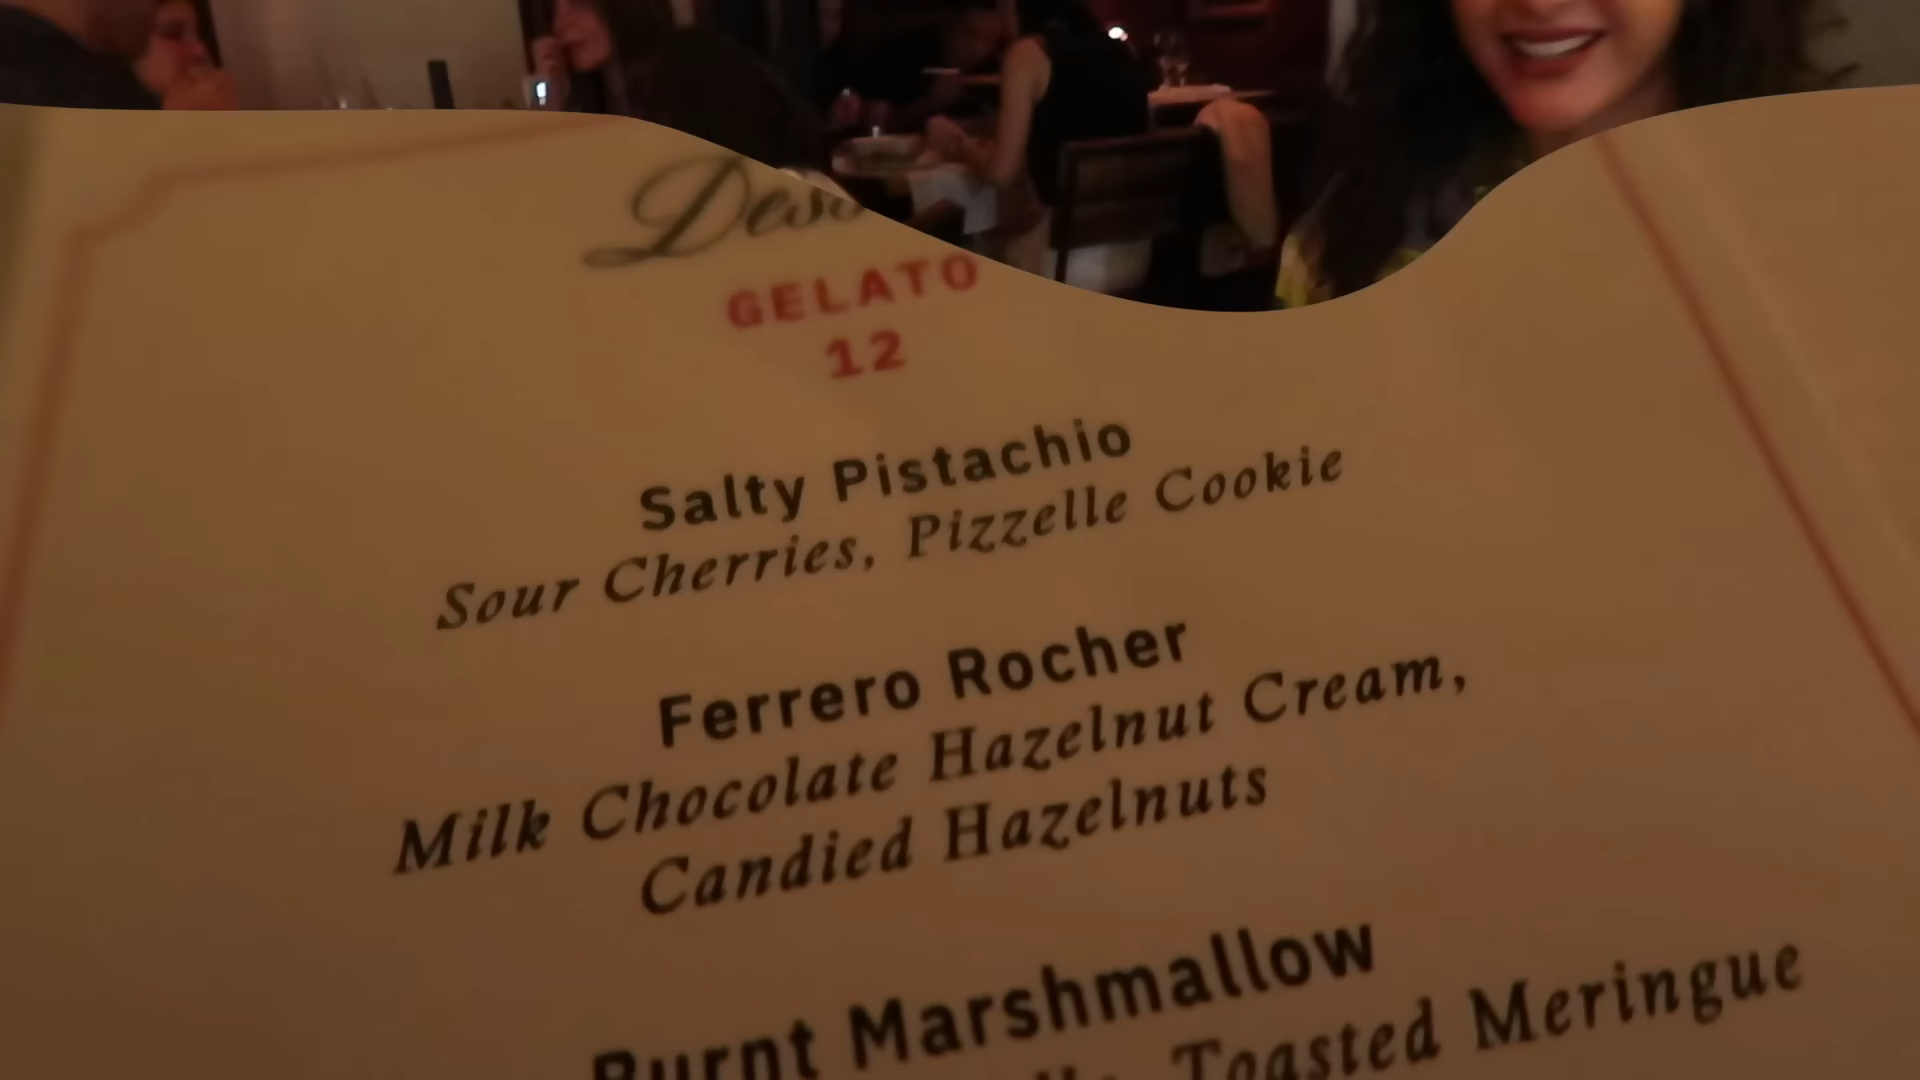 GELATO
12
Salty Pistachio
Sour Cherries, Pizzelle Cookie
Ferrero Rocher
Milk Chocolate Hazelnut Cream,
Candied Hazelnuts
Burnt Marshmallow
Toasted Meringue